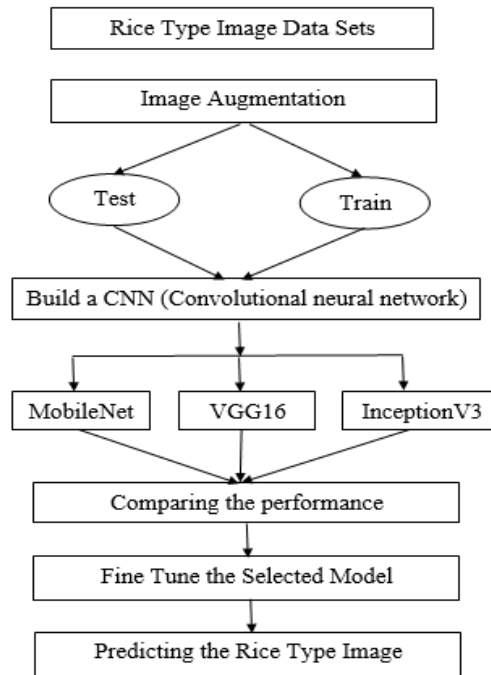 Rice Type Image Data Sets
Image Augmentation
Test
Train
Build a CNN (Convolutional neural network)
MobileNet
VGG16
InceptionV3
Comparing the performance
Fine Tune the Selected Model
Predicting the Rice Type Image